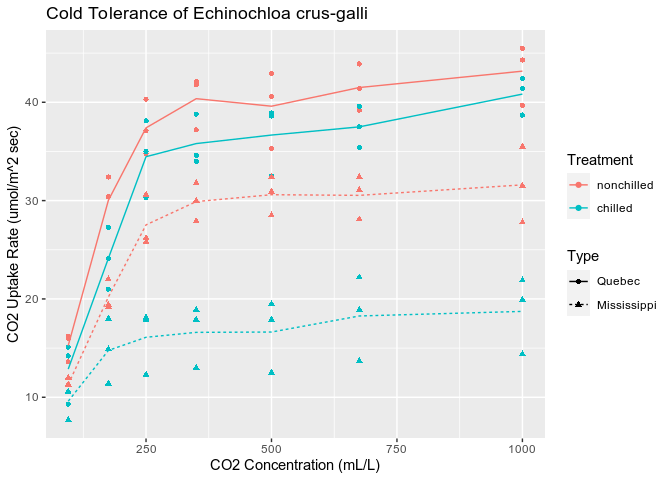 Cold Tolerance of Echinochloa crus-galli
CO2 Uptake Rate (umol/m^2 sec)
40
30
20
10
250
500
750
1000
CO2 Concentration (mL/L)
Treatment
nonchilled
chilled
Type
Quebec
Mississippi